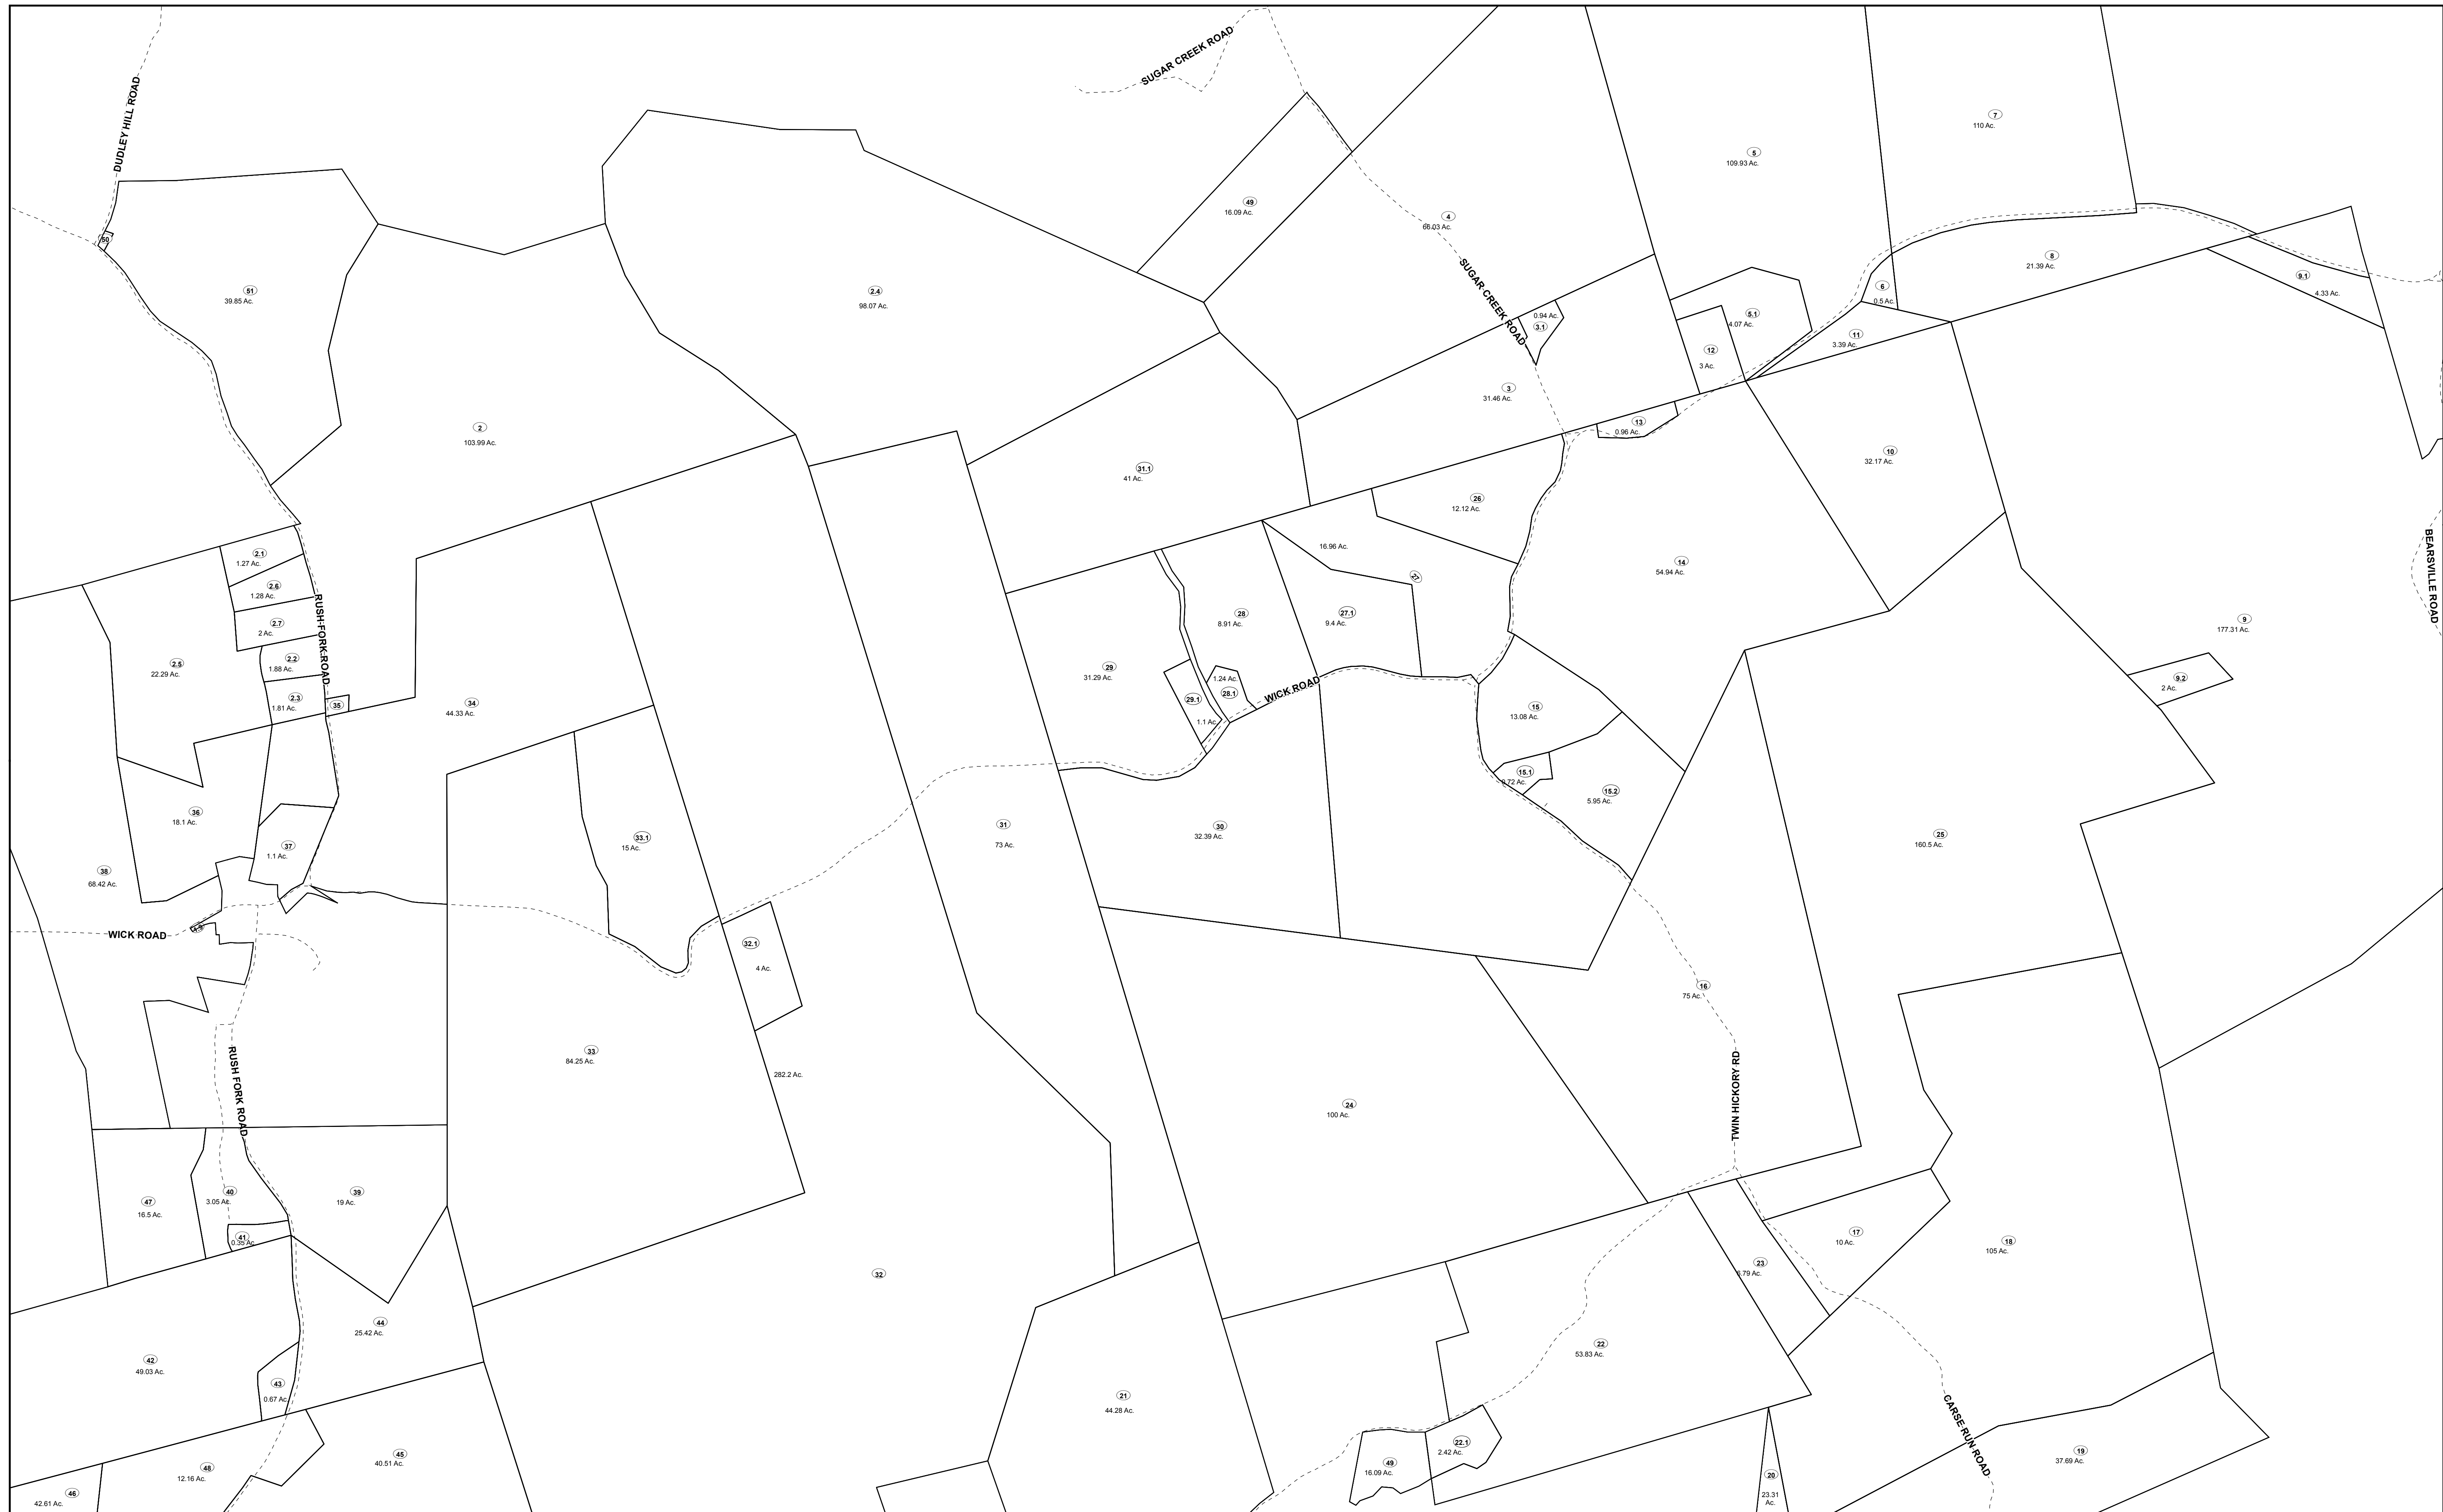 SUGAR CREEK ROAD
DUDLEY HILL ROAD
7
110 Ac.
5
109.93 Ac.
49
16.09 Ac.
4
66.03 Ac.
50
8
21.39 Ac.
9.1
4.33 Ac.
6
0.5 Ac.
51
39.85 Ac.
2.4
98.07 Ac.
SUGAR CREEK ROAD
0.94 Ac.
3.1
5.1
4.07 Ac.
11
3.39 Ac.
12
3 Ac.
3
31.46 Ac.
13
0.96 Ac.
2
103.99 Ac.
10
32.17 Ac.
31.1
41 Ac.
26
12.12 Ac.
16.96 Ac.
27
14
54.94 Ac.
BEARSVILLE ROAD
2.1
1.27 Ac.
2.6
1.28 Ac.
2.7
2 Ac.
RUSH FORK ROAD
2.2
1.88 Ac.
2.3
1.81 Ac.
35
2.5
22.29 Ac.
34
44.33 Ac.
28
8.91 Ac.
27.1
9.4 Ac.
9
177.31 Ac.
9.2
2 Ac.
29
31.29 Ac.
1.24 Ac.
28.1
29.1
1.1 Ac.
WICK ROAD
15
13.08 Ac.
15.1
0.72 Ac.
15.2
5.95 Ac.
36
18.1 Ac.
37
1.1 Ac.
33.1
15 Ac.
31
73 Ac.
30
32.39 Ac.
25
160.5 Ac.
38
68.42 Ac.
WICK ROAD
32.1
4 Ac.
16
75 Ac.
33
84.25 Ac.
282.2 Ac.
RUSH FORK ROAD
TWIN HICKORY RD
24
100 Ac.
47
16.5 Ac.
40
3.05 Ac.
39
19 Ac.
41
0.35 Ac.
17
10 Ac.
18
105 Ac.
23
.79 Ac.
32
44
25.42 Ac.
22
53.83 Ac.
42
49.03 Ac.
43
0.67 Ac.
21
44.28 Ac.
CARSE RUN ROAD
45
40.51 Ac.
48
12.16 Ac.
46
42.61 Ac.
22.1
2.42 Ac.
49
16.09 Ac.
19
37.69 Ac.
20
23.31
Ac.